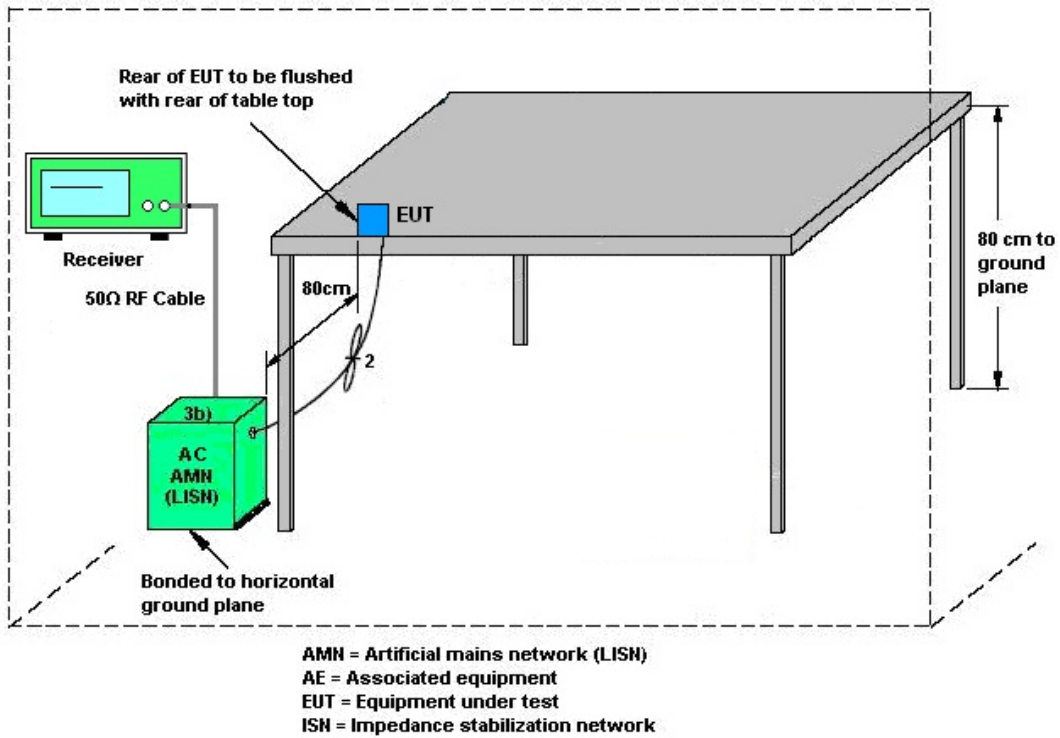 Rear of EUT to be flushed
with rear of table top
EUT
Receiver
50Ω RF Cable
80cm
80 cm to
ground
plane
2
3b)
AC
AMN
(LISN)
Bonded to horizontal
ground plane
AMN = Artificial mains network (LISN)
AE = Associated equipment
EUT = Equipment under test
ISN = Impedance stabilization network